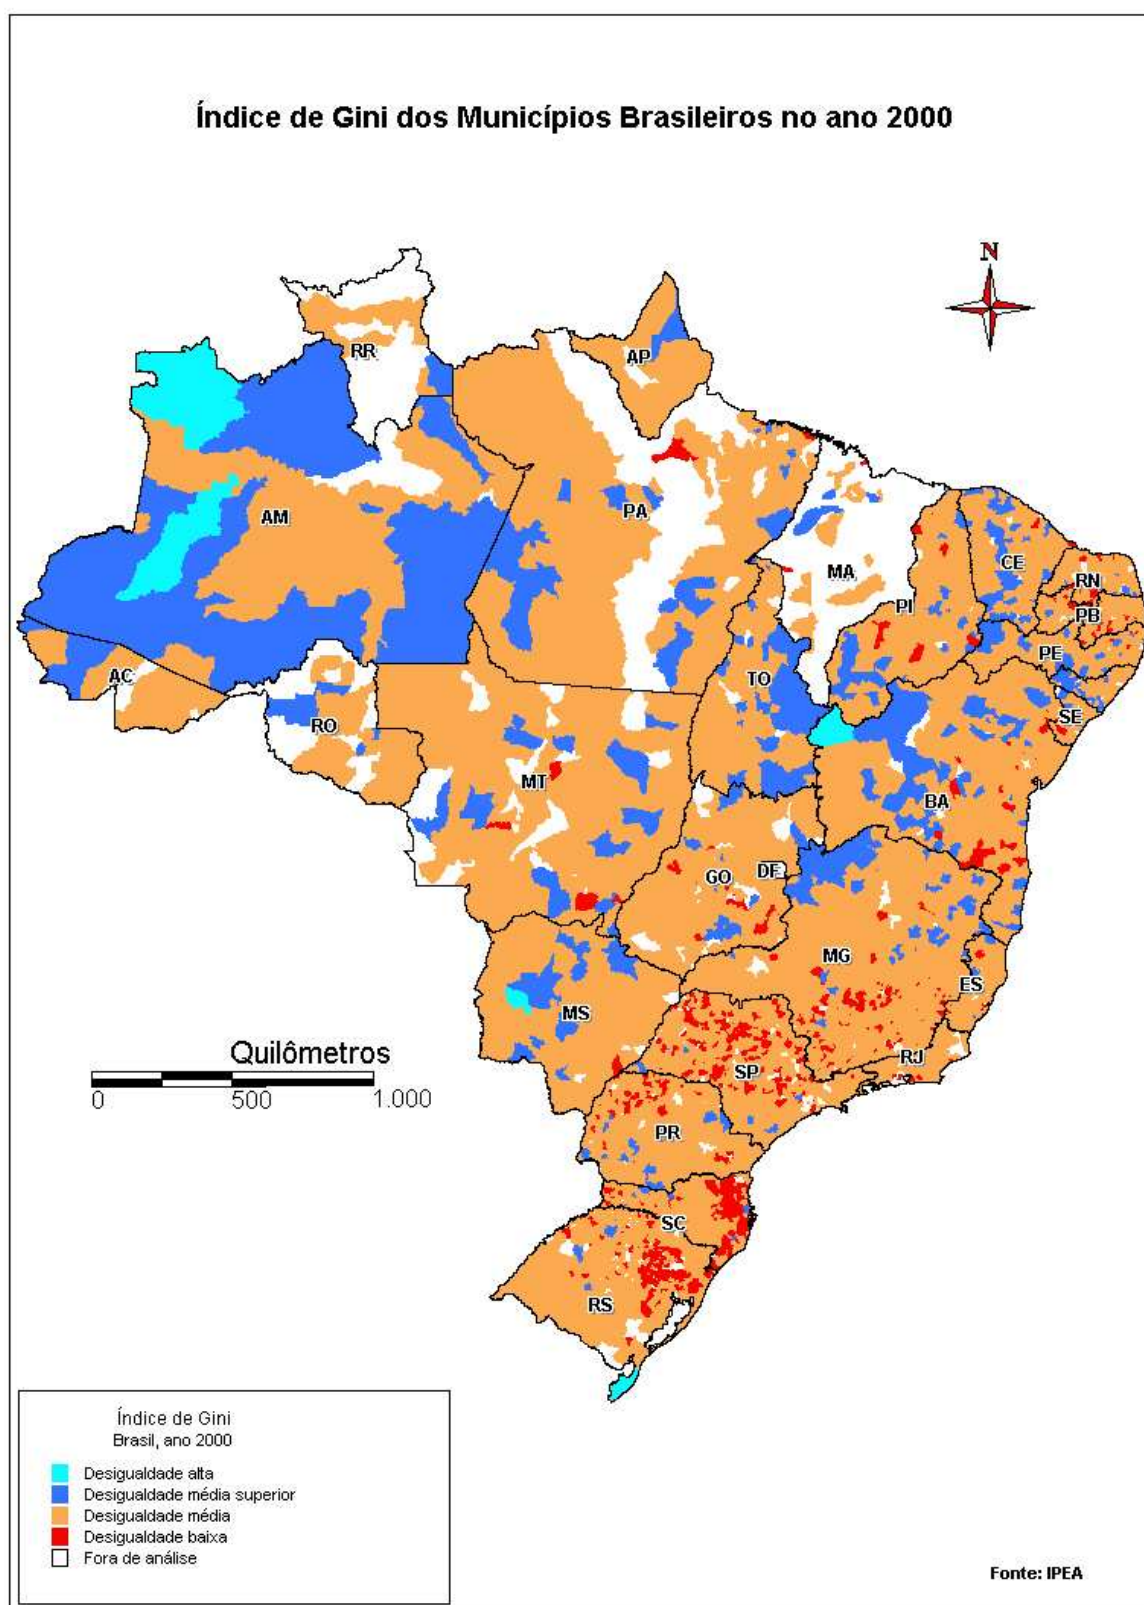 Índice de Gini dos Municípios Brasileiros no ano 2000
N
RR
AP
AM
PA
MA
CE
RN
PB
PI
PE
AC
TO
SE
RO
MT
BA
GO
DF
MG
ES
MS
RJ
SP
PR
SC
RS
Quilômetros
0 500 1.000
Índice de Gini
Brasil, ano 2000
Desigualdade alta
Desigualdade média superior
Desigualdade média
Desigualdade baixa
Fora de análise
Fonte: IPEA